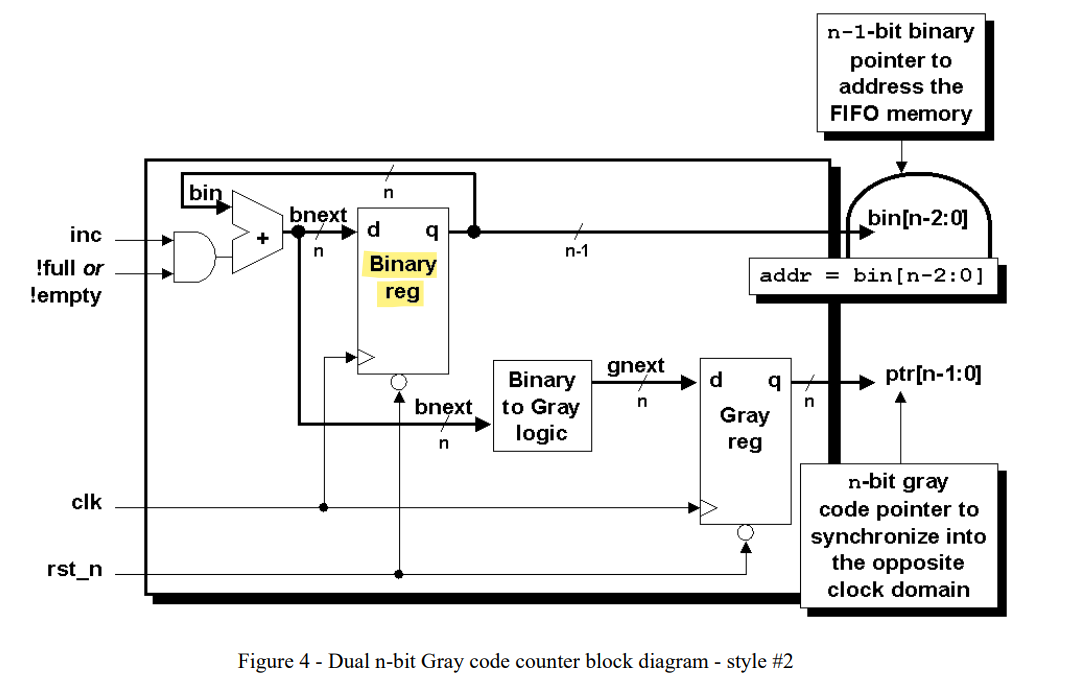 n-1-bit binary
pointer to
address the
FIFO memory
n
bin
bnext
n
d q
Binary
reg
+
inc
!full or
!empty
n-1
bin[n-2:0]
addr = bin[n-2:0]
bnext
n
Binary
to Gray
logic
gnext
n
d q
Gray
reg
n
ptr[n-1:0]
clk
rst_n
n-bit gray
code pointer to
synchronize into
the opposite
clock domain
Figure 4 - Dual n-bit Gray code counter block diagram - style #2